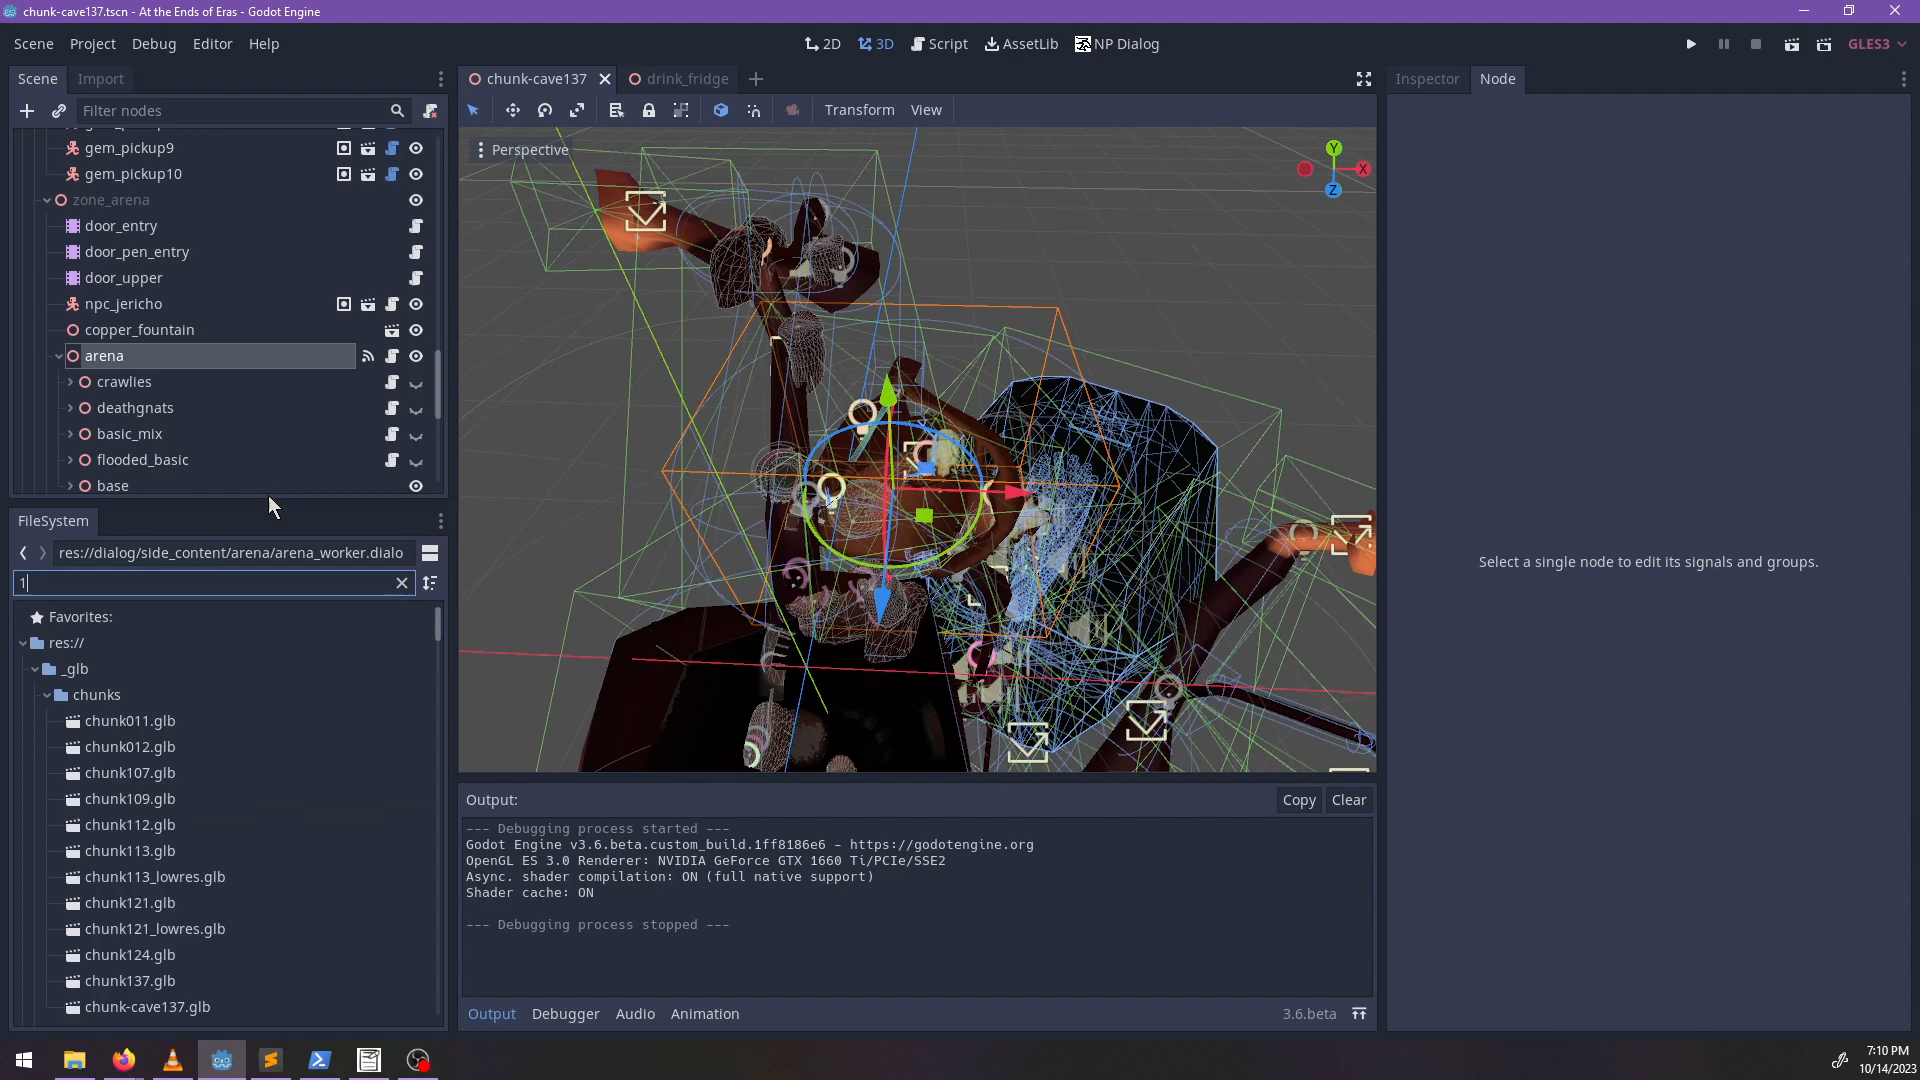 chunk-cave137.tscn - At the Ends of Eras - Godot Engine
Scene Project Debug Editor Help
2D 3D Script AssetLib NP Dialog
GLES3
Scene Import
chunk-cave137 drink_fridge
Inspector Node
Filter nodes
Transform View
gem_pickup9
gem_pickup10
zone_arena
door_entry
door_pen_entry
door_upper
npc_jericho
copper_fountain
arena
crawlies
deathgnats
basic_mix
flooded_basic
base
Perspective
Y
X
Z
Select a single node to edit its signals and groups.
FileSystem
res://dialog/side_content/arena/arena_worker.dialo
1
Favorites:
res://
_glb
chunks
chunk011.glb
chunk012.glb
chunk107.glb
chunk109.glb
chunk112.glb
chunk113.glb
chunk113_lowres.glb
chunk121.glb
chunk121_lowres.glb
chunk124.glb
chunk137.glb
chunk-cave137.glb
Output:
Copy Clear
--- Debugging process started ---
Godot Engine v3.6.beta.custom_build.1ff8186e6 - https://godotengine.org
OpenGL ES 3.0 Renderer: NVIDIA GeForce GTX 1660 Ti/PCIe/SSE2
Async. shader compilation: ON (full native support)
Shader cache: ON
--- Debugging process stopped ---
Output Debugger Audio Animation
3.6.beta
7:10 PM
10/14/2023